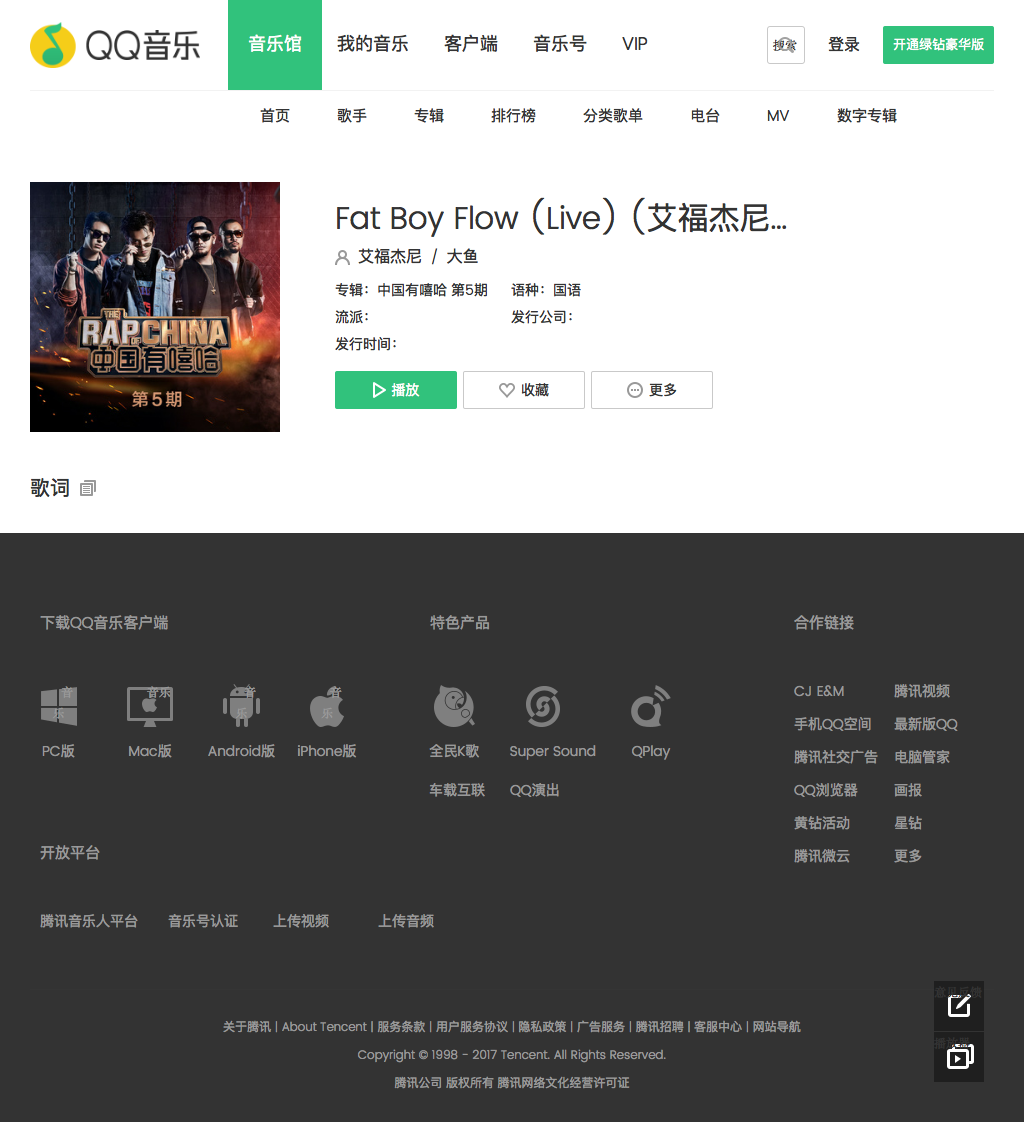 QQ音乐
音乐馆 我的音乐 客户端 音乐号 VIP 搜索 登录 开通绿钻豪华版
首页 歌手 专辑 排行榜 分类歌单 电台 MV 数字专辑
THE
RAP OF CHINA
中国有嘻哈
第5期
Fat Boy Flow (Live) (艾福杰尼...
艾福杰尼 / 大鱼
专辑：中国有嘻哈 第5期 语种：国语
流派： 发行公司：
发行时间：
播放 收藏 更多
歌词
下载QQ音乐客户端 特色产品 合作链接
音乐 音乐 音乐 音乐
PC版 Mac版 Android版 iPhone版
全民K歌 Super Sound QPlay
车载互联 QQ演出
CJ E&M 腾讯视频
手机QQ空间 最新版QQ
腾讯社交广告 电脑管家
QQ浏览器 画报
黄钻活动 星钻
腾讯微云 更多
开放平台
腾讯音乐人平台 音乐号认证 上传视频 上传音频
意见反馈
关于腾讯 | About Tencent | 服务条款 | 用户服务协议 | 隐私政策 | 广告服务 | 腾讯招聘 | 客服中心 | 网站导航
播放器
Copyright © 1998 - 2017 Tencent. All Rights Reserved.
腾讯公司 版权所有 腾讯网络文化经营许可证